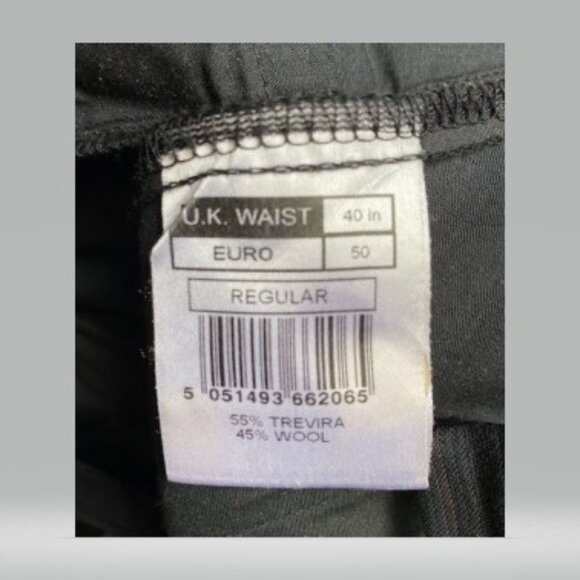 U.K. WAIST 40 in
EURO 50
REGULAR
5 051493 662065
55% TREVIRA
45% WOOL